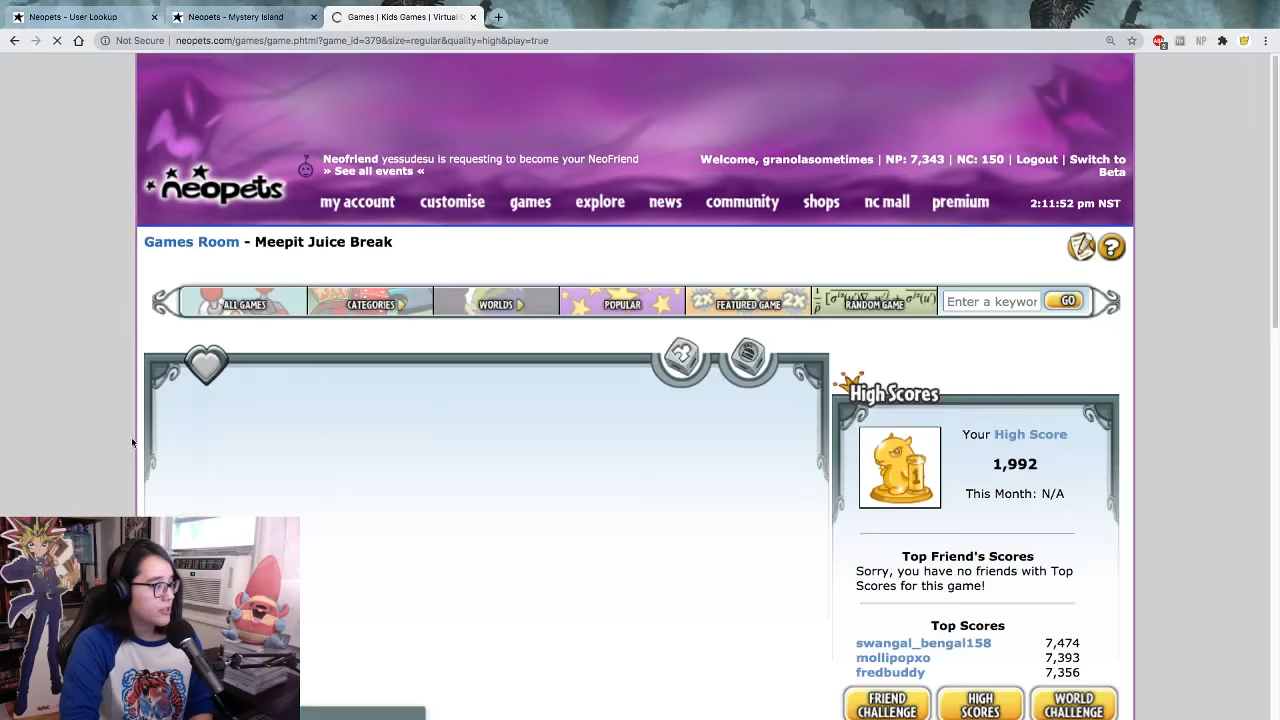 Neopets - User Lookup
Neopets - Mystery Island
Games | Kids Games | Virtual
Not Secure | neopets.com/games/game.phtml?game_id=379&size=regular&quality=high&play=true
Neofriend yessudesu is requesting to become your NeoFriend
» See all events «
Welcome, granolasometimes | NP: 7,343 | NC: 150 | Logout | Switch to
Beta
neopets
my account customise games explore news community shops nc mall premium 2:11:52 pm NST
Games Room - Meepit Juice Break
ALL GAMES CATEGORIES WORLDS POPULAR 2X FEATURED GAME 2X RANDOM GAME Enter a keywor GO
High Scores
Your High Score
1,992
This Month: N/A
Top Friend's Scores
Sorry, you have no friends with Top
Scores for this game!
Top Scores
swangal_bengal158 7,474
mollipopxo 7,393
fredbuddy 7,356
FRIEND CHALLENGE
HIGH SCORES
WORLD CHALLENGE